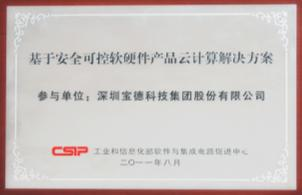 基于安全可控软硬件产品云计算解决方案
参与单位：深圳宝德科技集团股份有限公司
CSIP 工业和信息化部软件与集成电路促进中心
二〇一一年八月